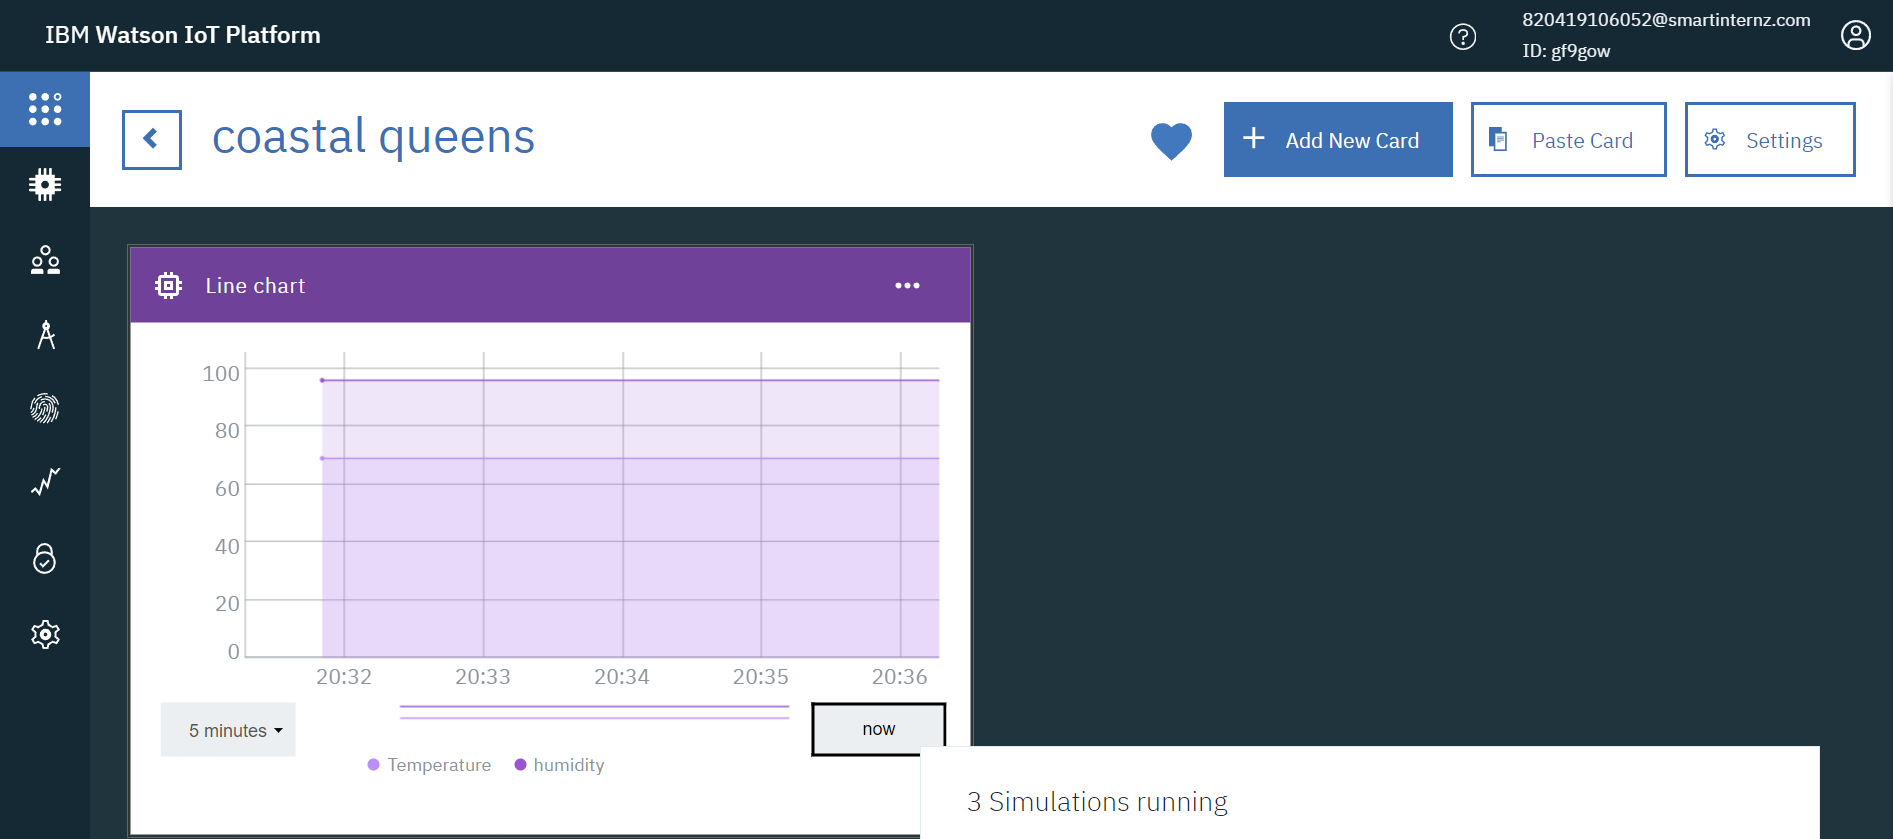 IBM Watson IoT Platform
820419106052@smartinternz.com
ID: gf9gow
coastal queens
Add New Card
Paste Card
Settings
Line chart
100
80
60
40
20
0
20:32 20:33 20:34 20:35 20:36
5 minutes
now
Temperature humidity
3 Simulations running